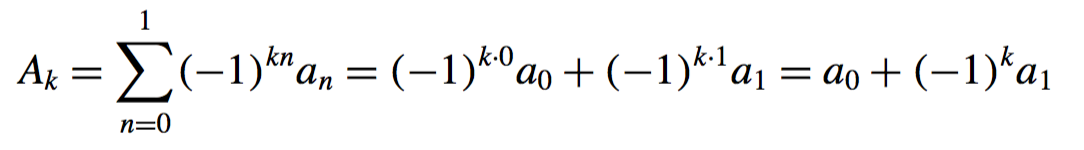 A_k = \sum_{n=0}^{1} (-1)^{kn} a_n = (-1)^{k \cdot 0} a_0 + (-1)^{k \cdot 1} a_1 = a_0 + (-1)^k a_1